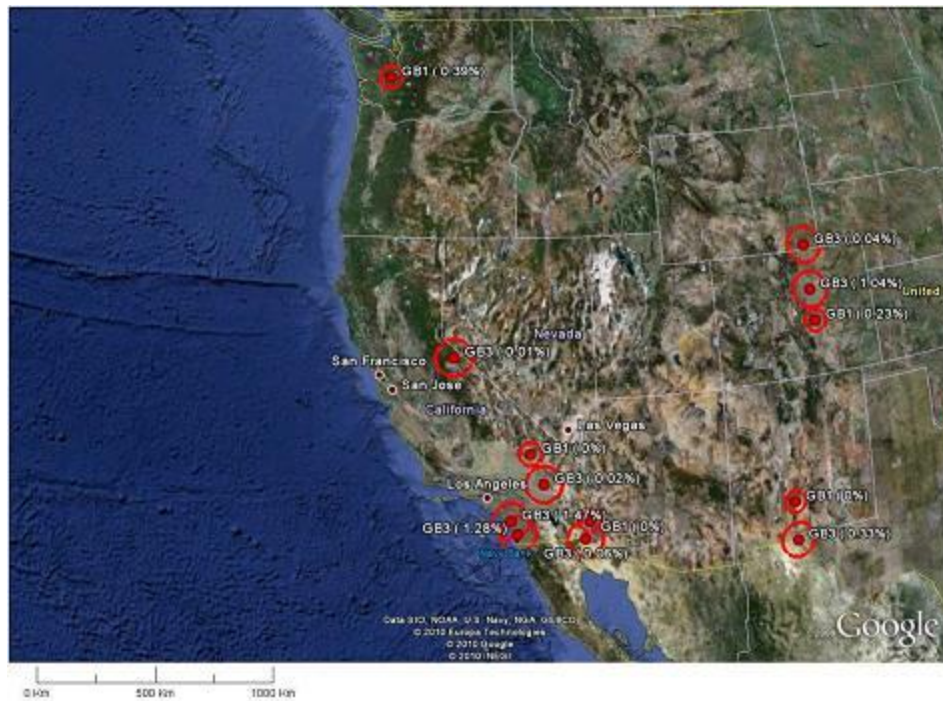 GB1 ( 0.39%)
GB3 ( 0.04%)
GB3 ( 1.04%)
United
GB1 ( 0.23%)
Nevada
GB3 ( 0.01%)
San Francisco
San Jose
California
Las Vegas
GB1 ( 0%)
GB3 ( 0.02%)
Los Angeles
GB1 ( 0%)
GB3 ( 1.47%)
GB3 ( 1.28%)
GB1 ( 0%)
GB3 ( 0.33%)
GB3 ( 0.06%)
Data SIO, NOAA, U.S. Navy, NGA, GEBCO
© 2010 Europa Technologies
© 2010 Google
© 2010 INEGI
Google
0 Km 500 Km 1000 Km